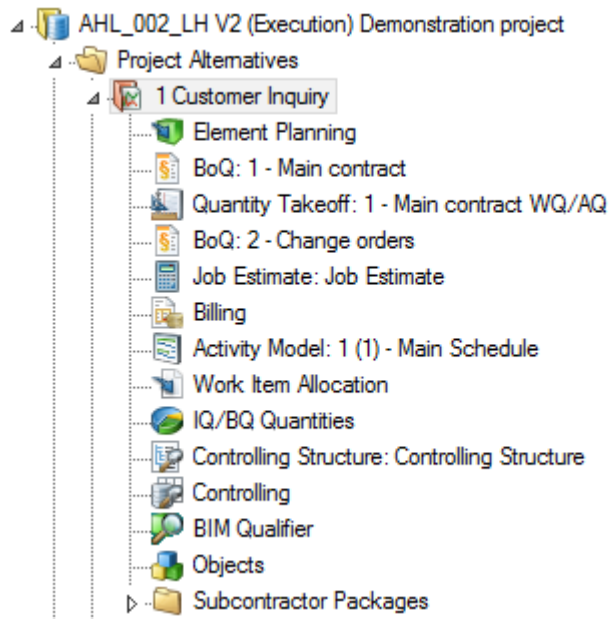 AHL_002_LH V2 (Execution) Demonstration project
Project Alternatives
1 Customer Inquiry
Element Planning
BoQ: 1 - Main contract
Quantity Takeoff: 1 - Main contract WQ/AQ
BoQ: 2 - Change orders
Job Estimate: Job Estimate
Billing
Activity Model: 1 (1) - Main Schedule
Work Item Allocation
IQ/BQ Quantities
Controlling Structure: Controlling Structure
Controlling
BIM Qualifier
Objects
Subcontractor Packages